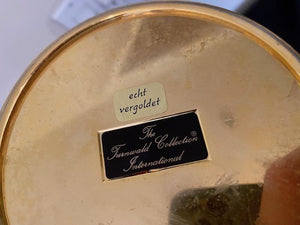 echt
vergoldet
The
Turnwald Collection®
International